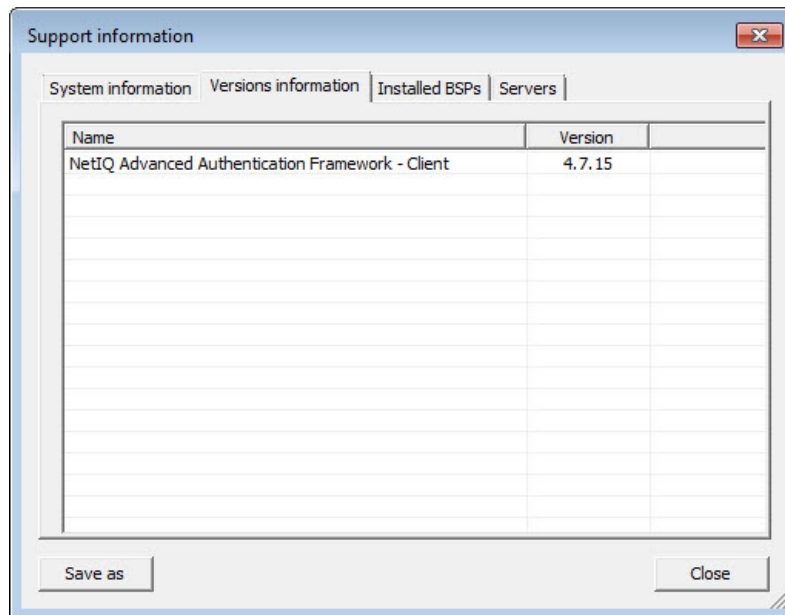 Support information
System information Versions information Installed BSPs Servers
Name Version
NetIQ Advanced Authentication Framework - Client 4.7.15
Save as Close